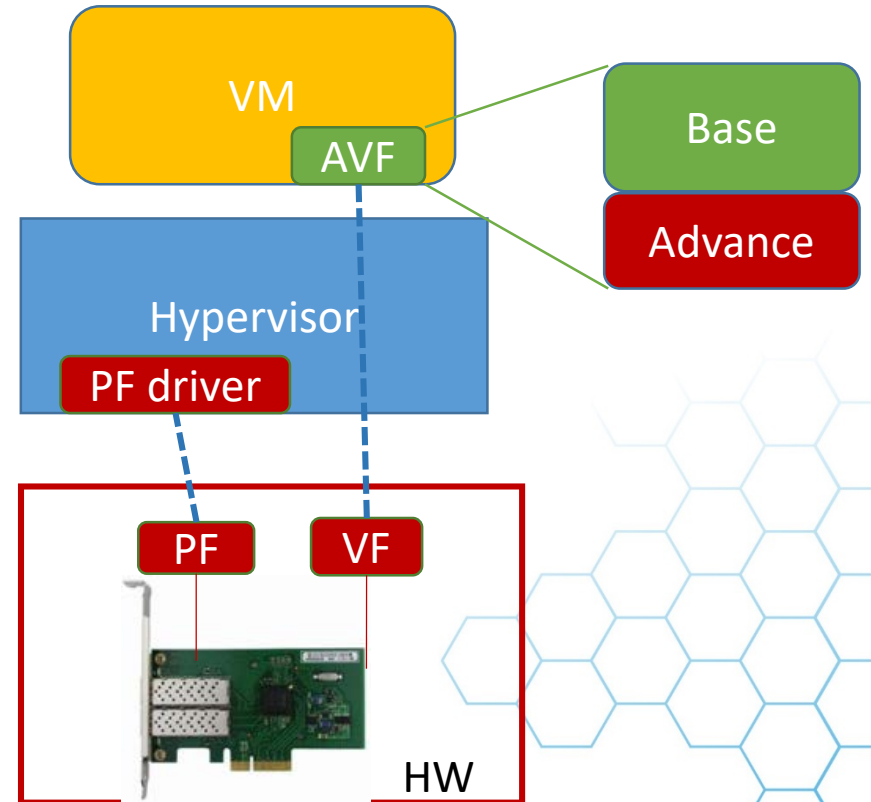 VM
AVF
Base
Advance
Hypervisor
PF driver
PF
VF
HW